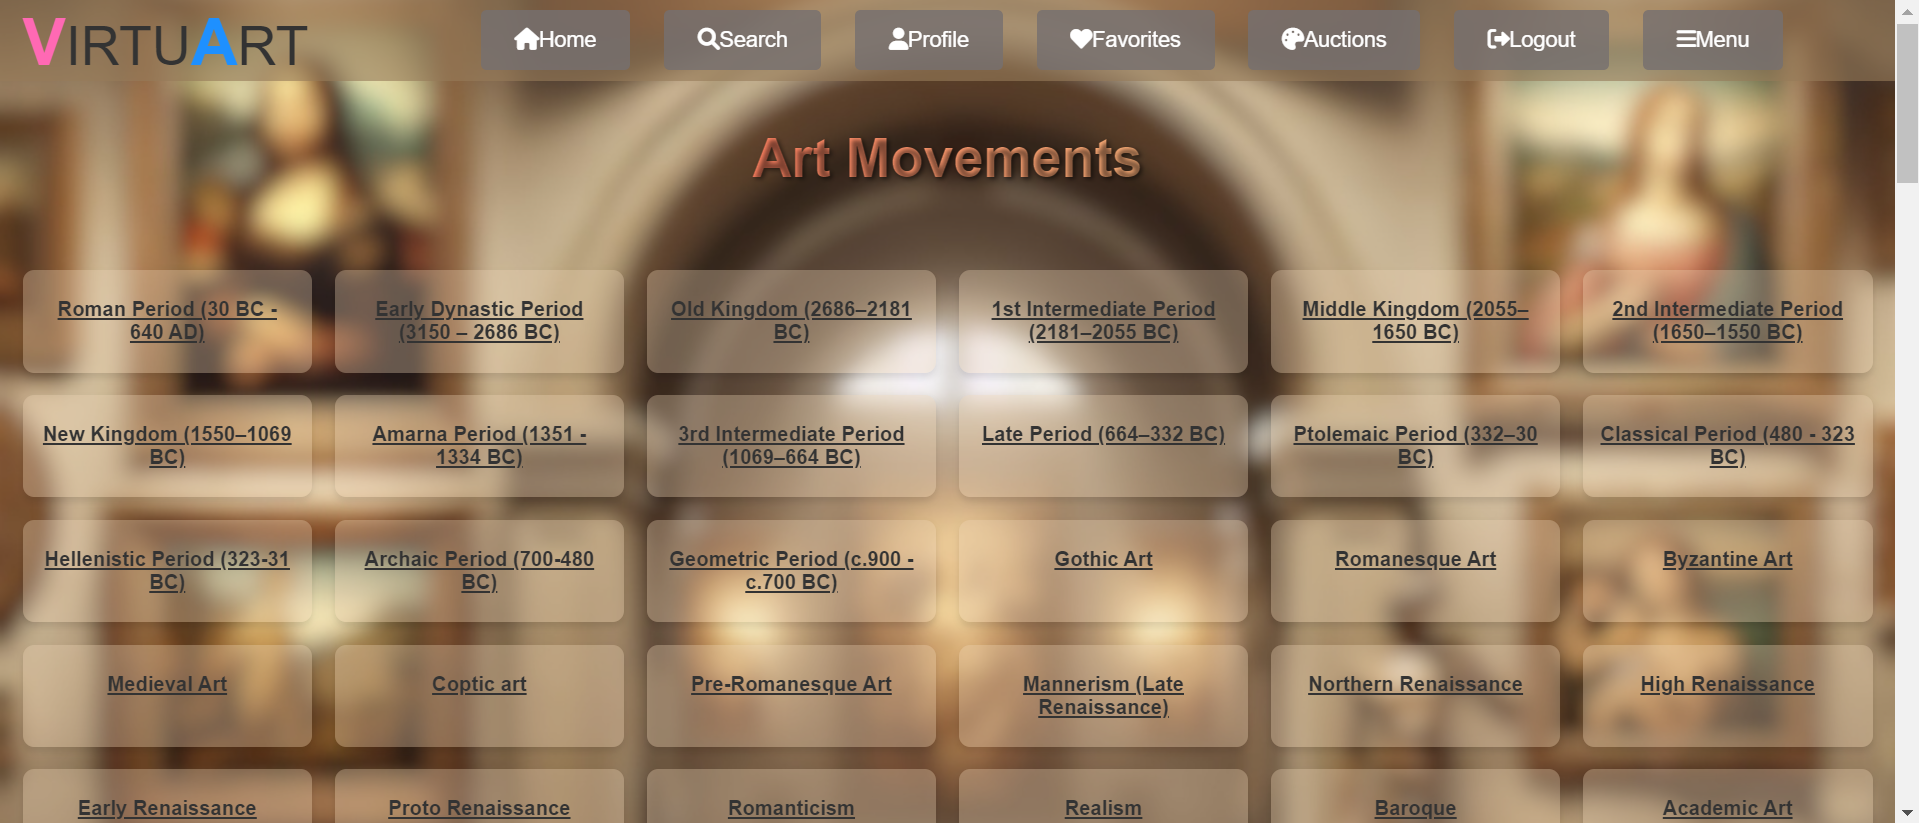 VIRTUART
Home
Search
Profile
Favorites
Auctions
Logout
Menu
Art Movements
Roman Period (30 BC -
640 AD)
Early Dynastic Period
(3150 – 2686 BC)
Old Kingdom (2686–2181
BC)
1st Intermediate Period
(2181–2055 BC)
Middle Kingdom (2055–
1650 BC)
2nd Intermediate Period
(1650–1550 BC)
New Kingdom (1550–1069
BC)
Amarna Period (1351 -
1334 BC)
3rd Intermediate Period
(1069–664 BC)
Late Period (664–332 BC)
Ptolemaic Period (332–30
BC)
Classical Period (480 - 323
BC)
Hellenistic Period (323-31
BC)
Archaic Period (700-480
BC)
Geometric Period (c.900 -
c.700 BC)
Gothic Art
Romanesque Art
Byzantine Art
Medieval Art
Coptic art
Pre-Romanesque Art
Mannerism (Late
Renaissance)
Northern Renaissance
High Renaissance
Early Renaissance
Proto Renaissance
Romanticism
Realism
Baroque
Academic Art